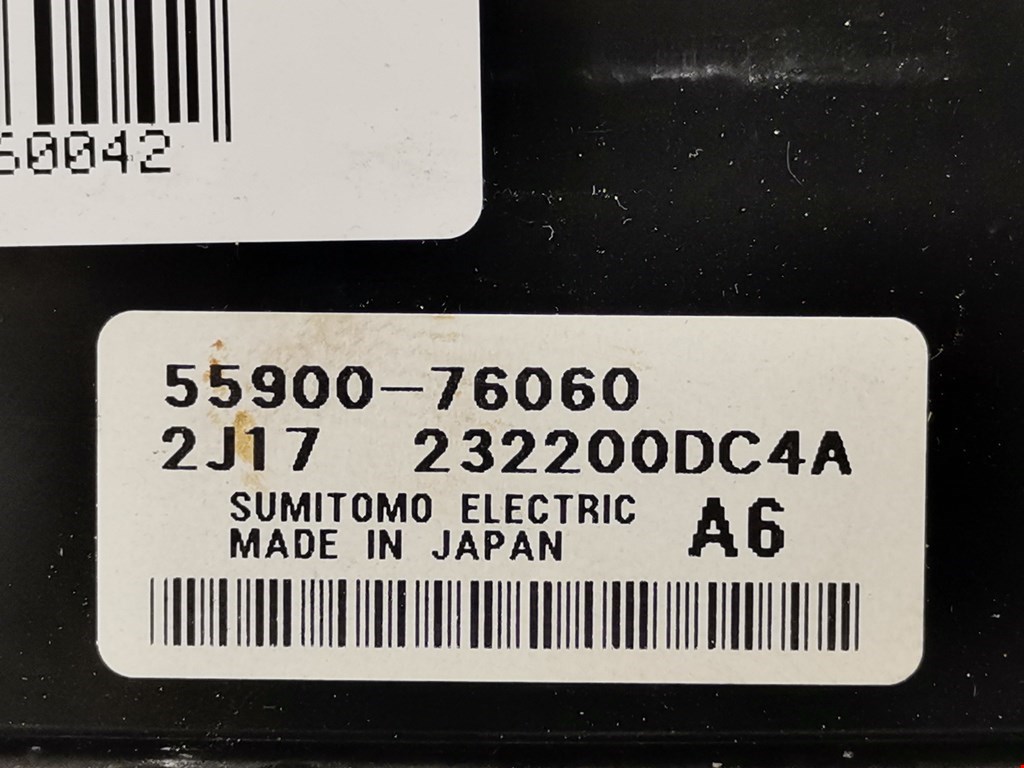 60042
55900-76060
2J17 232200DC4A
SUMITOMO ELECTRIC
A6
MADE IN JAPAN